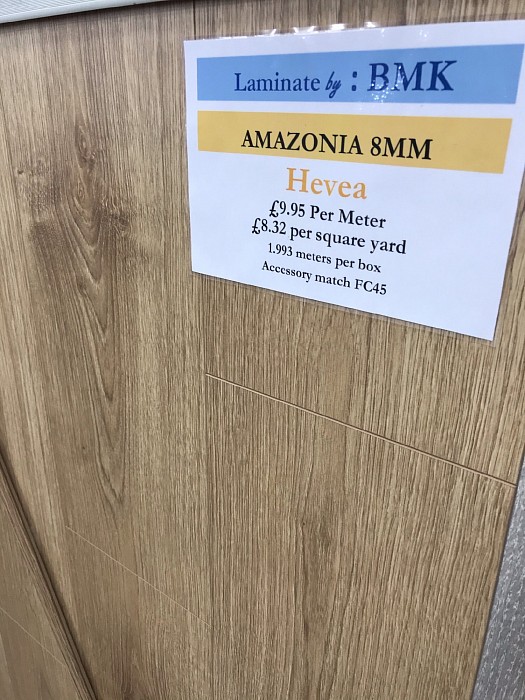 Laminate by : BMK
AMAZONIA 8MM
Hevea
£9.95 Per Meter
£8.32 per square yard
1.993 meters per box
Accessory match FC45